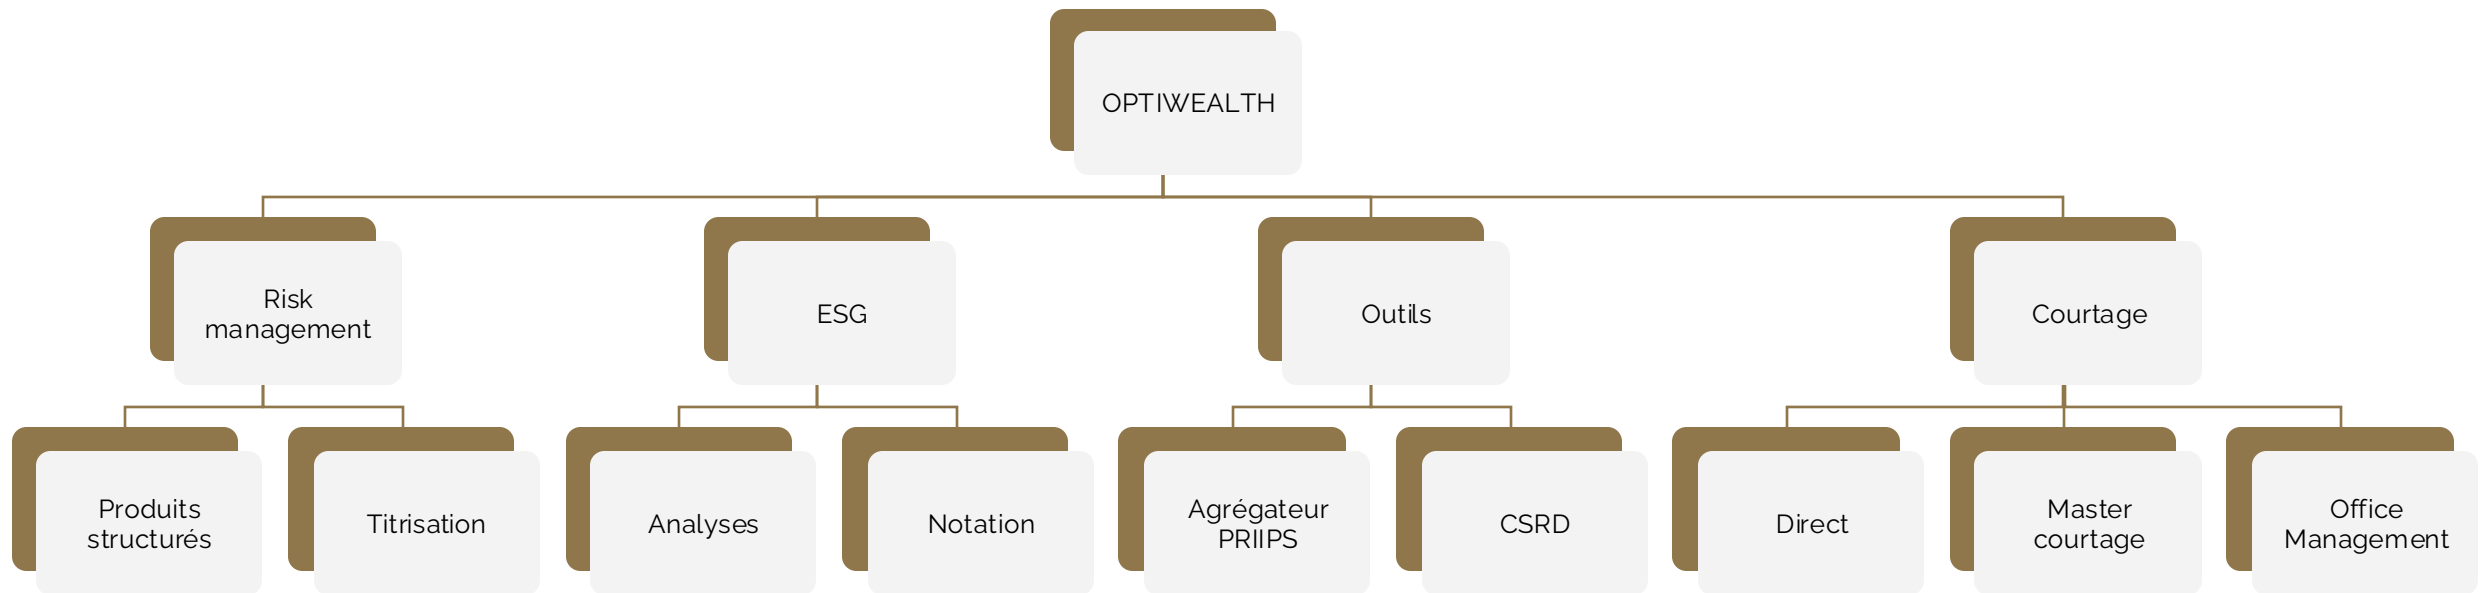 OPTIWEALTH
Risk
management
ESG
Outils
Courtage
Produits
structurés
Titrisation
Analyses
Notation
Agrégateur
PRIIPS
CSRD
Direct
Master
courtage
Office
Management